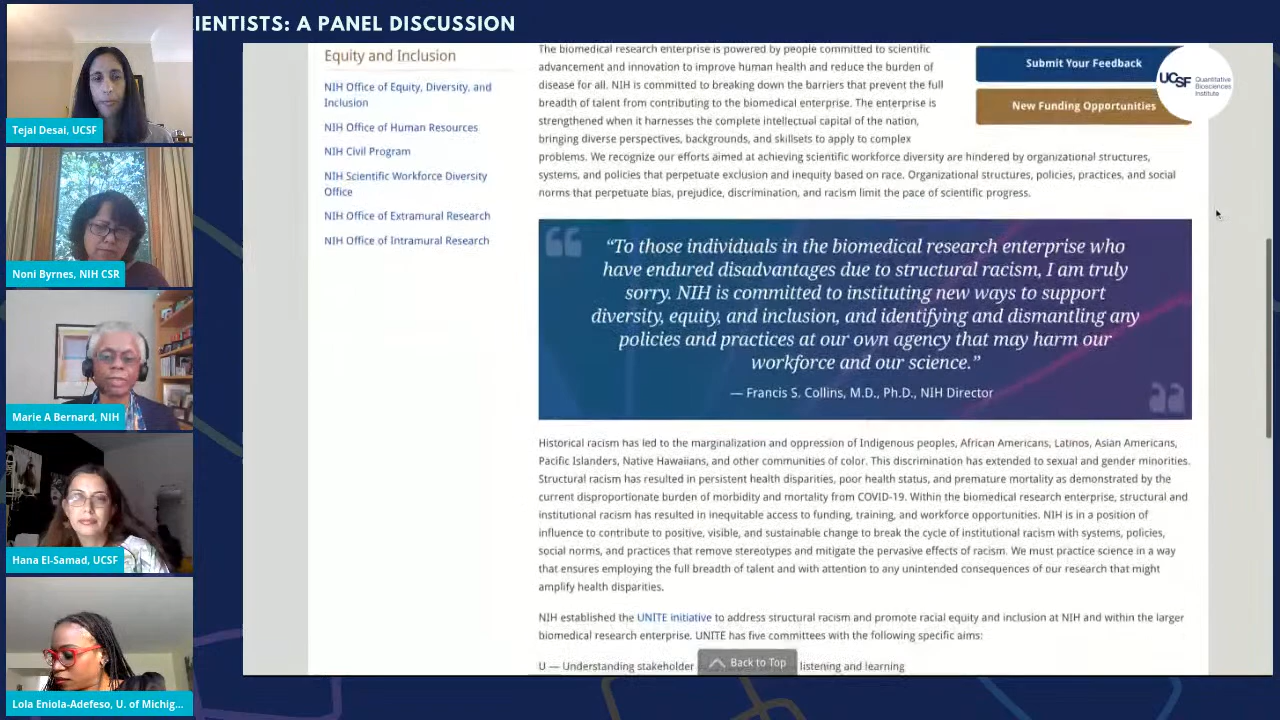 IENTISTS: A PANEL DISCUSSION
Tejal Desai, UCSF
Noni Byrnes, NIH CSR
Marie A Bernard, NIH
Hana El-Samad, UCSF
Lola Eniola-Adefeso, U. of Michig...
Equity and Inclusion
NIH Office of Equity, Diversity, and
Inclusion
NIH Office of Human Resources
NIH Civil Program
NIH Scientific Workforce Diversity
Office
NIH Office of Extramural Research
NIH Office of Intramural Research
The biomedical research enterprise is powered by people committed to scientific
advancement and innovation to improve human health and reduce the burden of
disease for all. NIH is committed to breaking down the barriers that prevent the full
breadth of talent from contributing to the biomedical enterprise. The enterprise is
strengthened when it harnesses the complete intellectual capital of the nation,
bringing diverse perspectives, backgrounds, and skillsets to apply to complex
problems. We recognize our efforts aimed at achieving scientific workforce diversity are hindered by organizational structures,
systems, and policies that perpetuate exclusion and inequity based on race. Organizational structures, policies, practices, and social
norms that perpetuate bias, prejudice, discrimination, and racism limit the pace of scientific progress.
Submit Your Feedback
New Funding Opportunities
UCSF
Quantitative
Biosciences
Institute
“To those individuals in the biomedical research enterprise who
have endured disadvantages due to structural racism, I am truly
sorry. NIH is committed to instituting new ways to support
diversity, equity, and inclusion, and identifying and dismantling any
policies and practices at our own agency that may harm our
workforce and our science.”
— Francis S. Collins, M.D., Ph.D., NIH Director
Historical racism has led to the marginalization and oppression of Indigenous peoples, African Americans, Latinos, Asian Americans,
Pacific Islanders, Native Hawaiians, and other communities of color. This discrimination has extended to sexual and gender minorities.
Structural racism has resulted in persistent health disparities, poor health status, and premature mortality as demonstrated by the
current disproportionate burden of morbidity and mortality from COVID-19. Within the biomedical research enterprise, structural and
institutional racism has resulted in inequitable access to funding, training, and workforce opportunities. NIH is in a position of
influence to contribute to positive, visible, and sustainable change to break the cycle of institutional racism with systems, policies,
social norms, and practices that remove stereotypes and mitigate the pervasive effects of racism. We must practice science in a way
that ensures employing the full breadth of talent and with attention to any unintended consequences of our research that might
amplify health disparities.
NIH established the UNITE initiative to address structural racism and promote racial equity and inclusion at NIH and within the larger
biomedical research enterprise. UNITE has five committees with the following specific aims:
U — Understanding stakeholder listening and learning
Back to Top